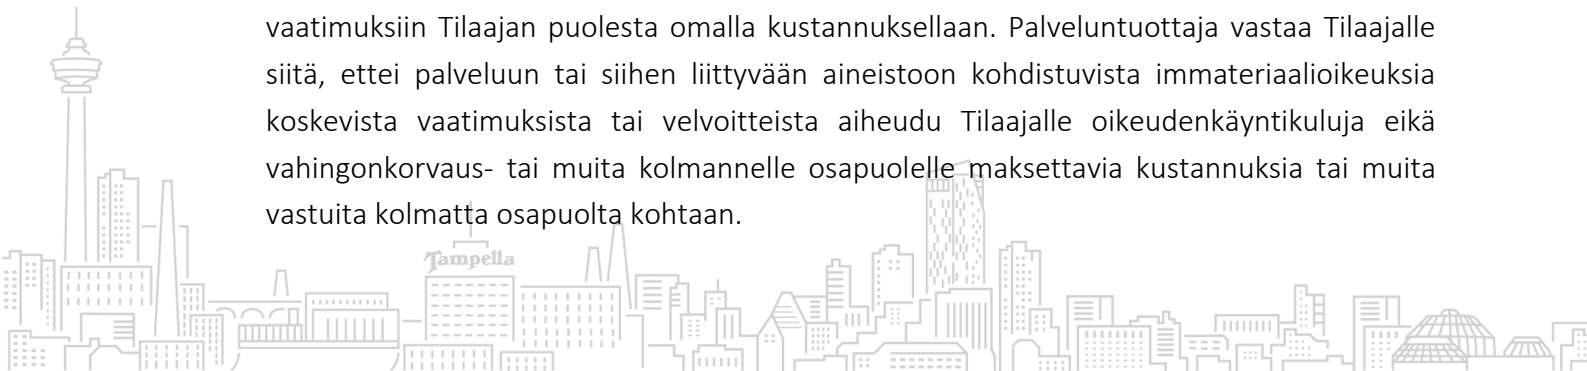 vaatimuksiin Tilaajan puolesta omalla kustannuksellaan. Palveluntuottaja vastaa Tilaajalle
siitä, ettei palveluun tai siihen liittyvään aineistoon kohdistuvista immateriaalioikeuksia
koskevista vaatimuksista tai velvoitteista aiheudu Tilaajalle oikeudenkäyntikuluja eikä
vahingonkorvaus- tai muita kolmannelle osapuolelle maksettavia kustannuksia tai muita
vastuita kolmatta osapuolta kohtaan.
Tampella